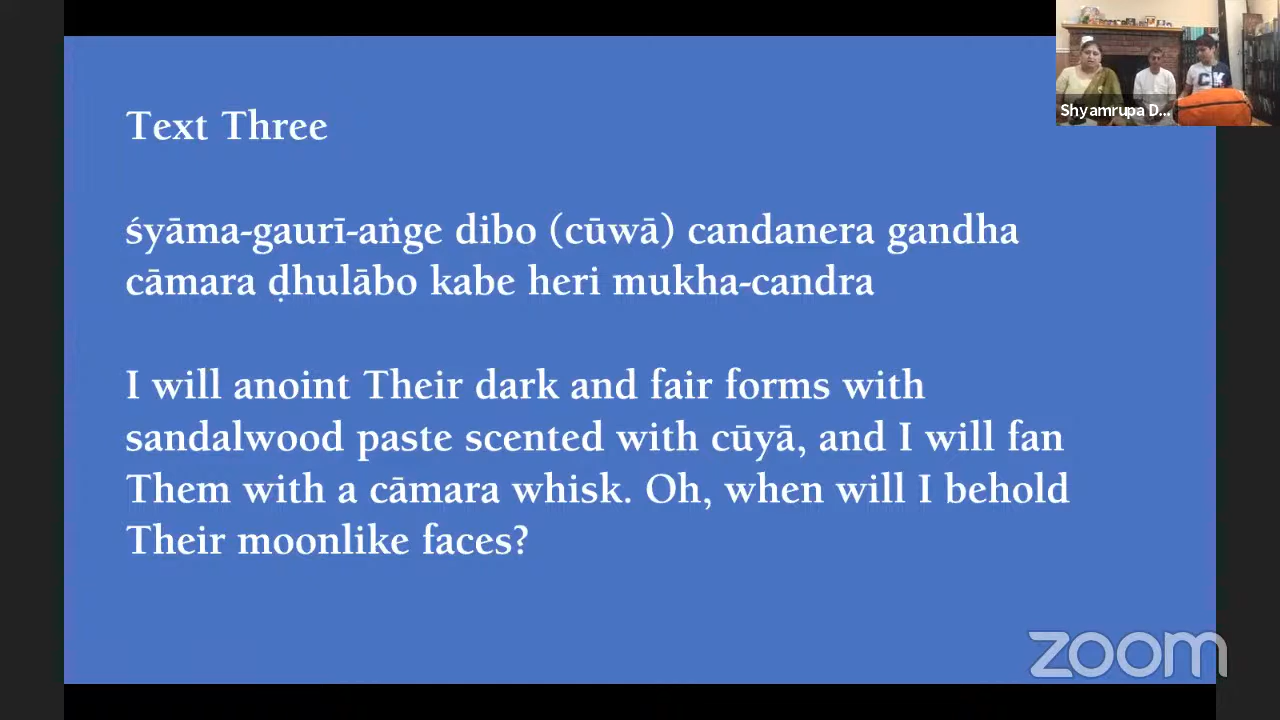 Text Three
śyāma-gaurī-aṅge dibo (cūwā) candanera gandha
cāmara ḍhulābo kabe heri mukha-candra
I will anoint Their dark and fair forms with
sandalwood paste scented with cūyā, and I will fan
Them with a cāmara whisk. Oh, when will I behold
Their moonlike faces?
Shyamrupa D...
CK
zoom